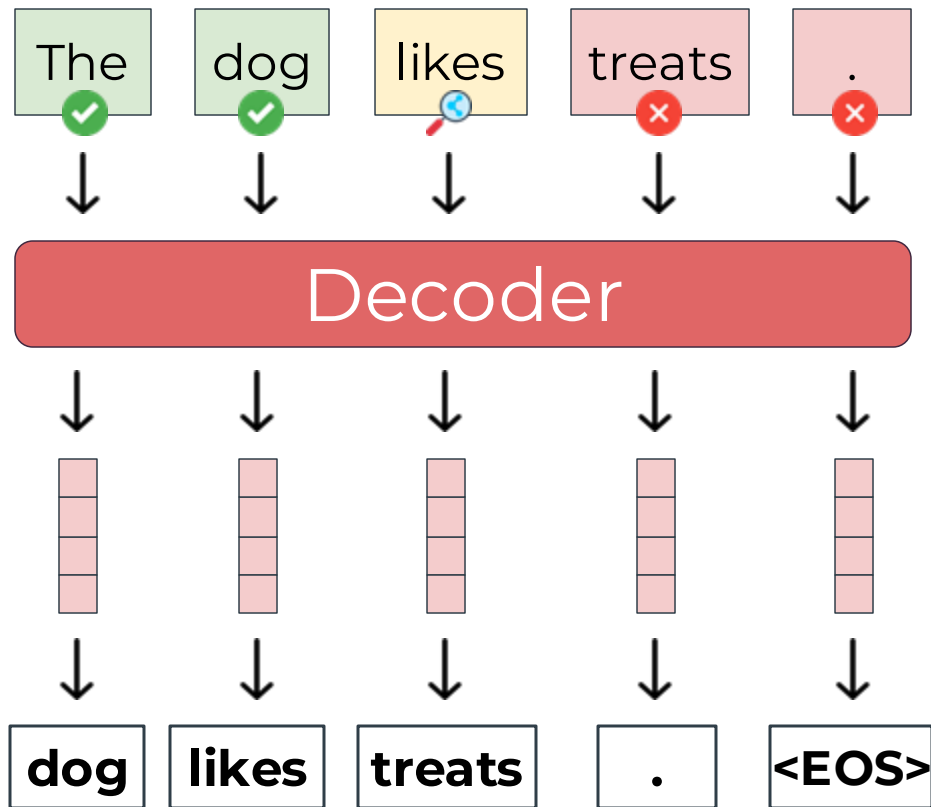 The dog likes treats .
Decoder
dog likes treats . <EOS>